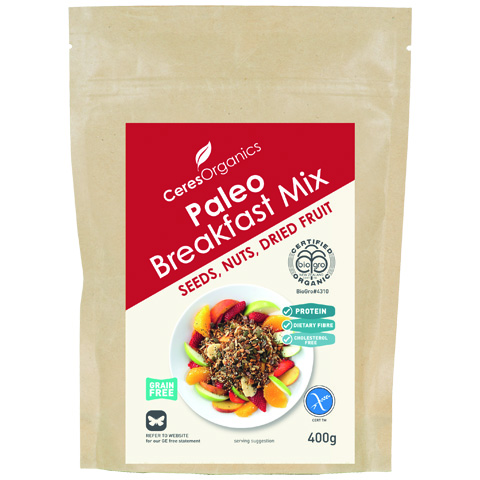 CeresOrganics
Paleo
Breakfast Mix
SEEDS, NUTS, DRIED FRUIT
CERTIFIED
biogro
ORGANIC
BioGro#4310
PROTEIN
DIETARY FIBRE
CHOLESTEROL
FREE
GRAIN
FREE
REFER TO WEBSITE
for our GE free statement
serving suggestion
400g